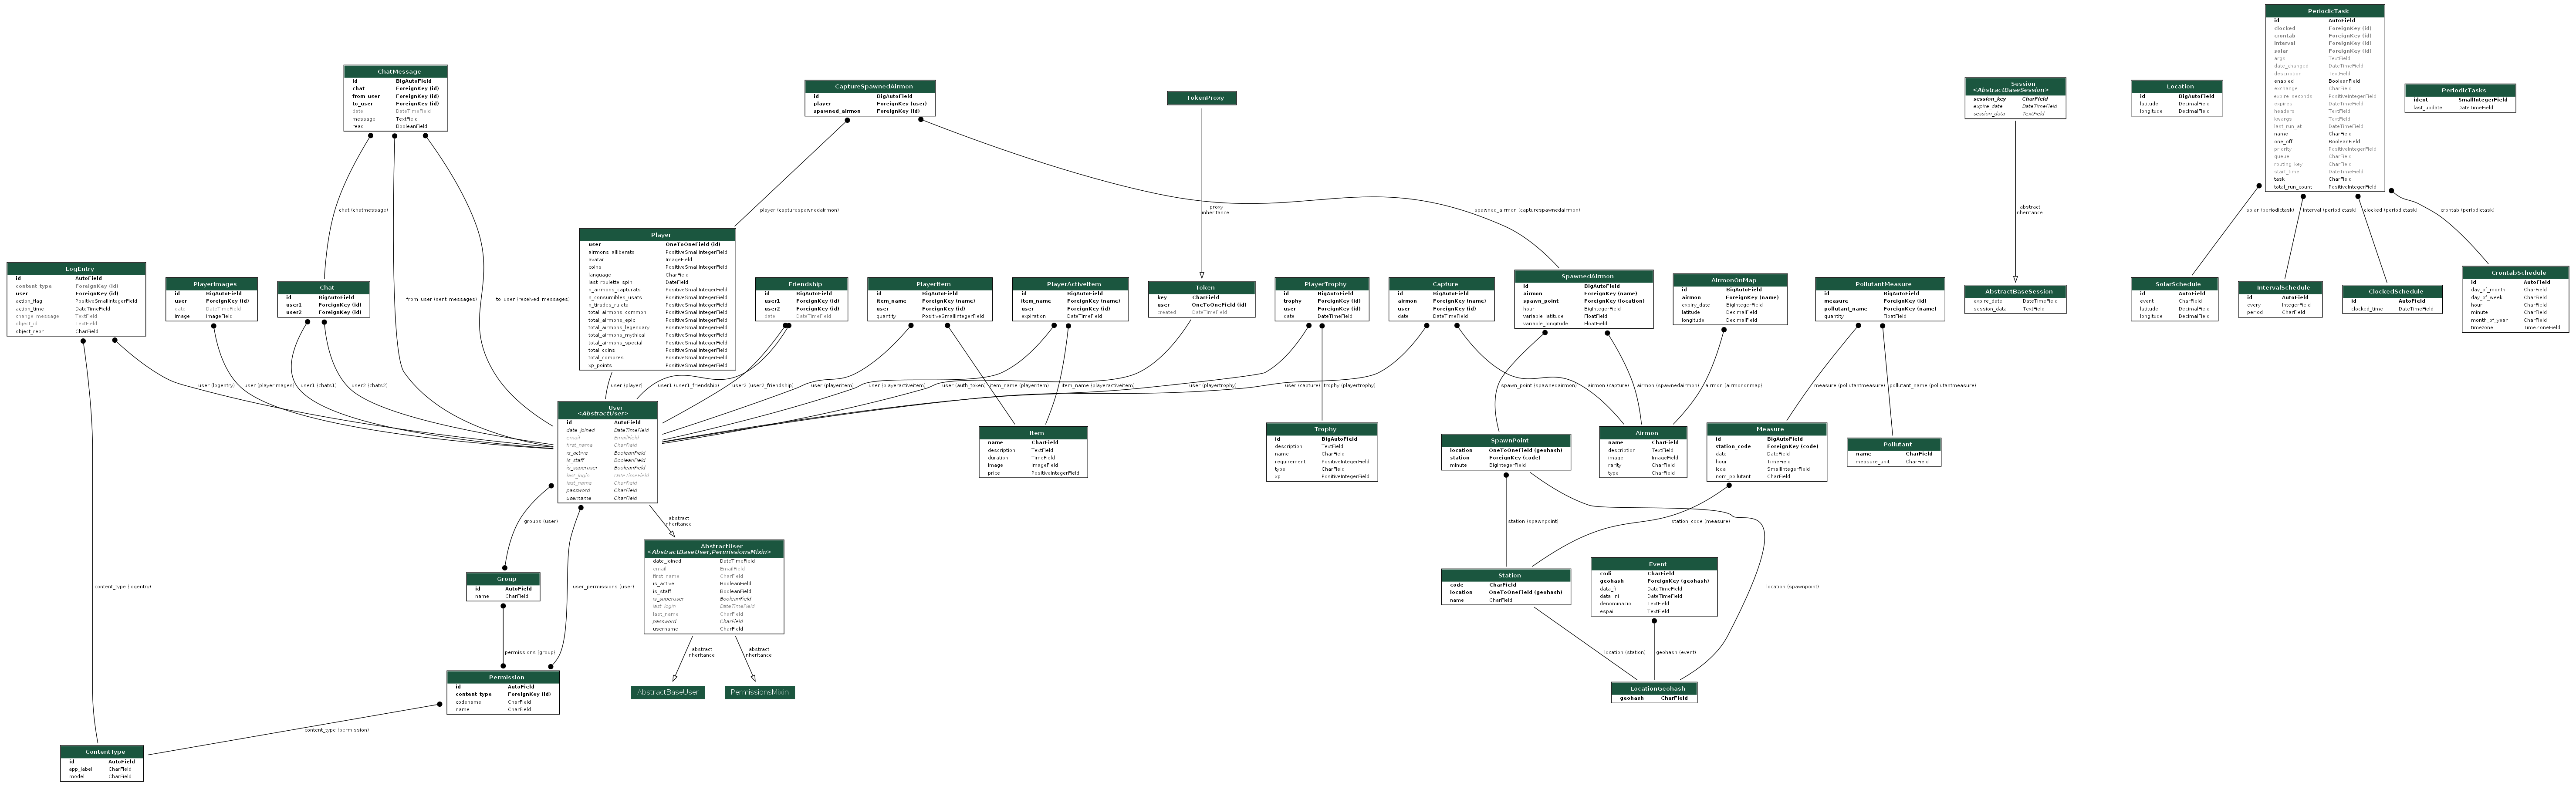 PeriodicTask
id AutoField
clocked ForeignKey (id)
crontab ForeignKey (id)
interval ForeignKey (id)
solar ForeignKey (id)
args TextField
date_changed DateTimeField
description TextField
enabled BooleanField
exchange CharField
expire_seconds PositiveIntegerField
expires DateTimeField
headers TextField
kwargs TextField
last_run_at DateTimeField
name CharField
one_off BooleanField
priority PositiveIntegerField
queue CharField
routing_key CharField
start_time DateTimeField
task CharField
total_run_count PositiveIntegerField
ChatMessage
id BigAutoField
chat ForeignKey (id)
from_user ForeignKey (id)
to_user ForeignKey (id)
date DateTimeField
message TextField
read BooleanField
CaptureSpawnedAirmon
id BigAutoField
player ForeignKey (user)
spawned_airmon ForeignKey (id)
TokenProxy
Session
<AbstractBaseSession>
session_key CharField
expire_date DateTimeField
session_data TextField
Location
id BigAutoField
latitude DecimalField
longitude DecimalField
PeriodicTasks
ident SmallIntegerField
last_update DateTimeField
chat (chatmessage)
player (capturespawnedairmon)
proxy
inheritance
spawned_airmon (capturespawnedairmon)
abstract
inheritance
solar (periodictask)
interval (periodictask)
clocked (periodictask)
crontab (periodictask)
LogEntry
id AutoField
content_type ForeignKey (id)
user ForeignKey (id)
action_flag PositiveSmallIntegerField
action_time DateTimeField
change_message TextField
object_id TextField
object_repr CharField
PlayerImages
id BigAutoField
user ForeignKey (id)
date DateTimeField
image ImageField
Chat
id BigAutoField
user1 ForeignKey (id)
user2 ForeignKey (id)
from_user (sent_messages)
to_user (received_messages)
Player
user OneToOneField (id)
airmons_alliberats PositiveSmallIntegerField
avatar ImageField
coins PositiveSmallIntegerField
language CharField
last_roulette_spin DateField
n_airmons_capturats PositiveSmallIntegerField
n_consumibles_usats PositiveSmallIntegerField
n_tirades_ruleta PositiveSmallIntegerField
total_airmons_common PositiveSmallIntegerField
total_airmons_epic PositiveSmallIntegerField
total_airmons_legendary PositiveSmallIntegerField
total_airmons_mythical PositiveSmallIntegerField
total_airmons_special PositiveSmallIntegerField
total_coins PositiveSmallIntegerField
total_compres PositiveSmallIntegerField
xp_points PositiveSmallIntegerField
Friendship
id BigAutoField
user1 ForeignKey (id)
user2 ForeignKey (id)
date DateTimeField
PlayerItem
id BigAutoField
item_name ForeignKey (name)
user ForeignKey (id)
quantity PositiveSmallIntegerField
PlayerActiveItem
id BigAutoField
item_name ForeignKey (name)
user ForeignKey (id)
expiration DateTimeField
Token
key CharField
user OneToOneField (id)
created DateTimeField
PlayerTrophy
id BigAutoField
trophy ForeignKey (id)
user ForeignKey (id)
date DateTimeField
Capture
id BigAutoField
airmon ForeignKey (name)
user ForeignKey (id)
date DateTimeField
SpawnedAirmon
id BigAutoField
airmon ForeignKey (name)
spawn_point ForeignKey (location)
hour BigIntegerField
variable_latitude FloatField
variable_longitude FloatField
AirmonOnMap
id BigAutoField
airmon ForeignKey (name)
expiry_date BigIntegerField
latitude DecimalField
longitude DecimalField
PollutantMeasure
id BigAutoField
measure ForeignKey (id)
pollutant_name ForeignKey (name)
quantity FloatField
AbstractBaseSession
expire_date DateTimeField
session_data TextField
SolarSchedule
id AutoField
event CharField
latitude DecimalField
longitude DecimalField
IntervalSchedule
id AutoField
every IntegerField
period CharField
ClockedSchedule
id AutoField
clocked_time DateTimeField
CrontabSchedule
id AutoField
day_of_month CharField
day_of_week CharField
hour CharField
minute CharField
month_of_year CharField
timezone TimeZoneField
user (logentry)
user (playerimages)
user1 (chats1)
user2 (chats2)
user (player)
user1 (user1_friendship)
user2 (user2_friendship)
user (playeritem)
user (playeractiveitem)
user (auth_token)
item_name (playeritem)
item_name (playeractiveitem)
user (playertrophy)
user (capture)
trophy (playertrophy)
spawn_point (spawnedairmon)
airmon (capture)
airmon (spawnedairmon)
airmon (airmononmap)
measure (pollutantmeasure)
pollutant_name (pollutantmeasure)
User
<AbstractUser>
id AutoField
date_joined DateTimeField
email EmailField
first_name CharField
is_active BooleanField
is_staff BooleanField
is_superuser BooleanField
last_login DateTimeField
last_name CharField
password CharField
username CharField
Item
name CharField
description TextField
duration TimeField
image ImageField
price PositiveIntegerField
Trophy
id BigAutoField
description TextField
name CharField
requirement PositiveIntegerField
type CharField
xp PositiveIntegerField
SpawnPoint
location OneToOneField (geohash)
station ForeignKey (code)
minute BigIntegerField
Airmon
name CharField
description TextField
image ImageField
rarity CharField
type CharField
Measure
id BigAutoField
station_code ForeignKey (code)
date DateField
hour TimeField
icqa SmallIntegerField
nom_pollutant CharField
Pollutant
name CharField
measure_unit CharField
groups (user)
abstract
inheritance
station (spawnpoint)
station_code (measure)
content_type (logentry)
user_permissions (user)
location (spawnpoint)
AbstractUser
<AbstractBaseUser,PermissionsMixin>
date_joined DateTimeField
email EmailField
first_name CharField
is_active BooleanField
is_staff BooleanField
is_superuser BooleanField
last_login DateTimeField
last_name CharField
password CharField
username CharField
Group
id AutoField
name CharField
Station
code CharField
location OneToOneField (geohash)
name CharField
Event
codi CharField
geohash ForeignKey (geohash)
data_fi DateTimeField
data_ini DateTimeField
denominacio TextField
espai TextField
permissions (group)
abstract
inheritance
abstract
inheritance
location (station)
geohash (event)
Permission
id AutoField
content_type ForeignKey (id)
codename CharField
name CharField
AbstractBaseUser
PermissionsMixin
LocationGeohash
geohash CharField
content_type (permission)
ContentType
id AutoField
app_label CharField
model CharField